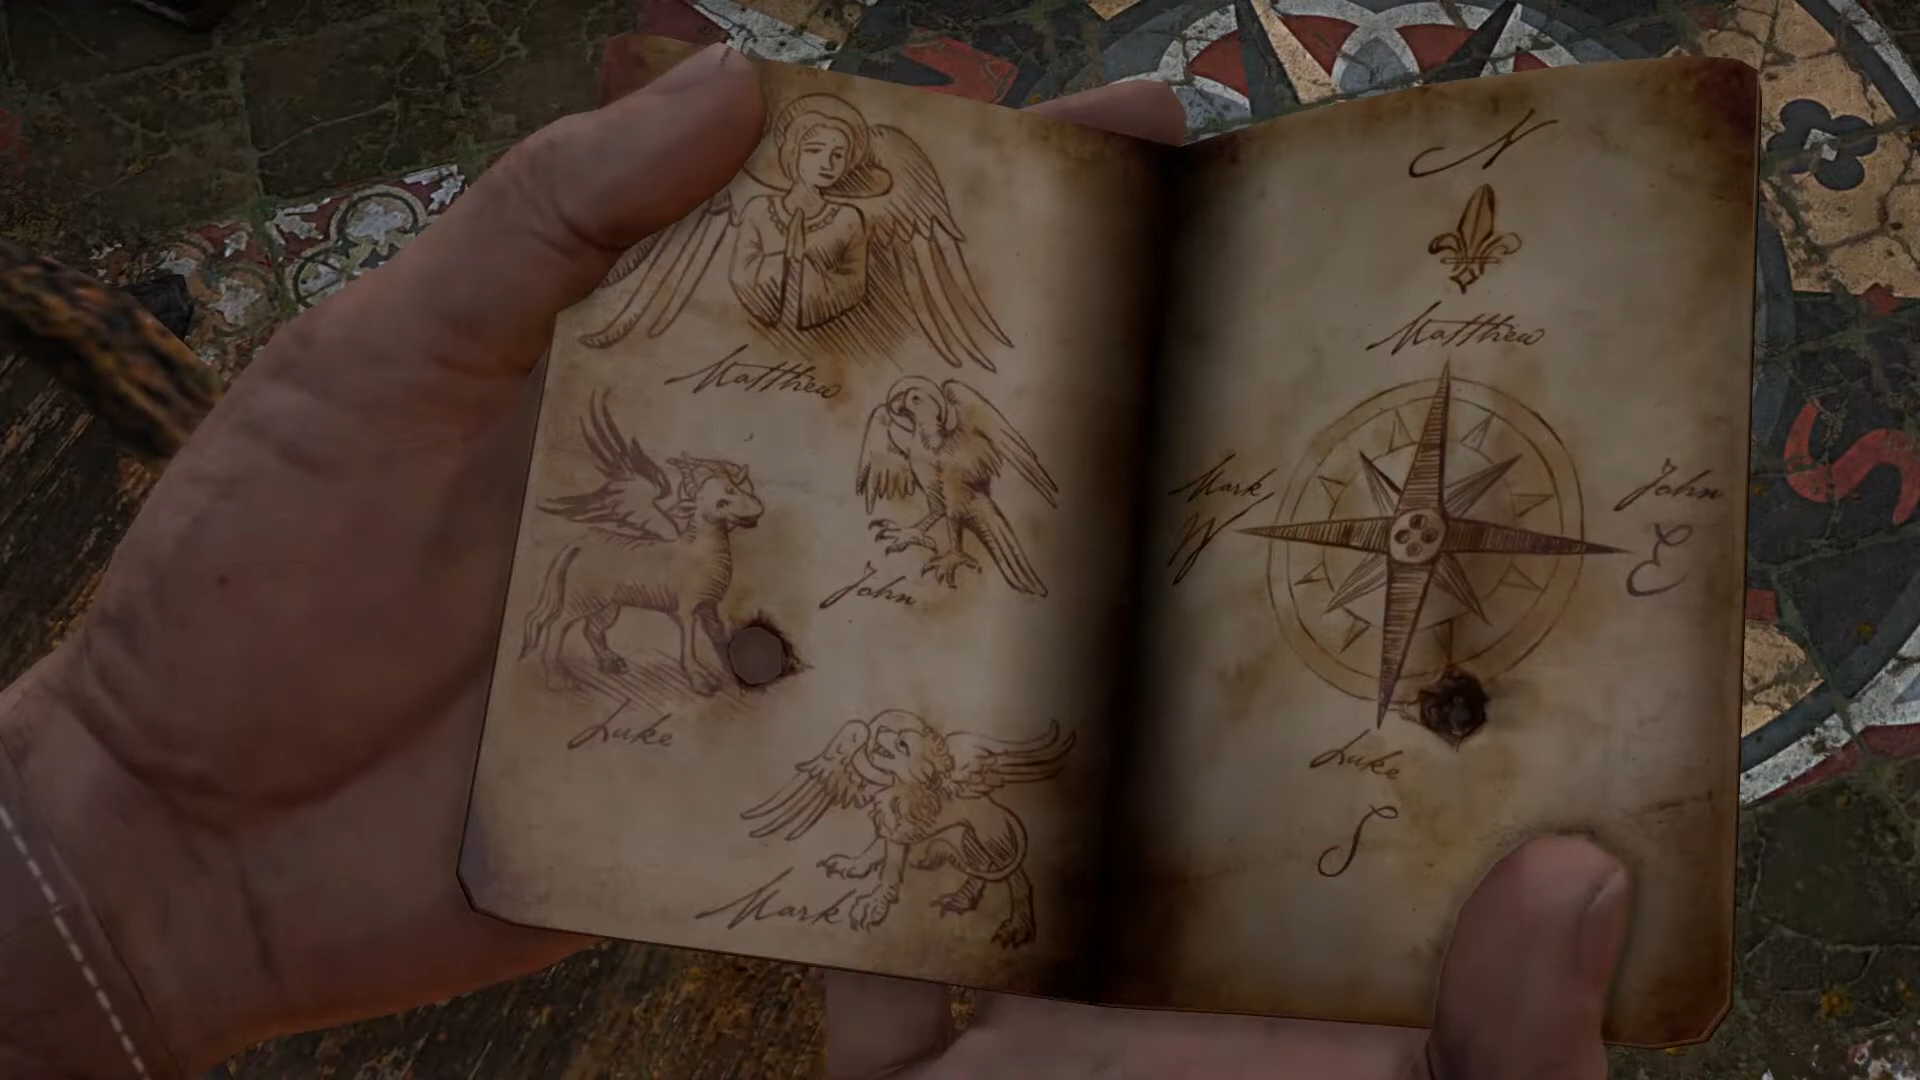 Matthew
John
Luke
Mark
N
Matthew
Mark
W
John
E
Luke
S
S